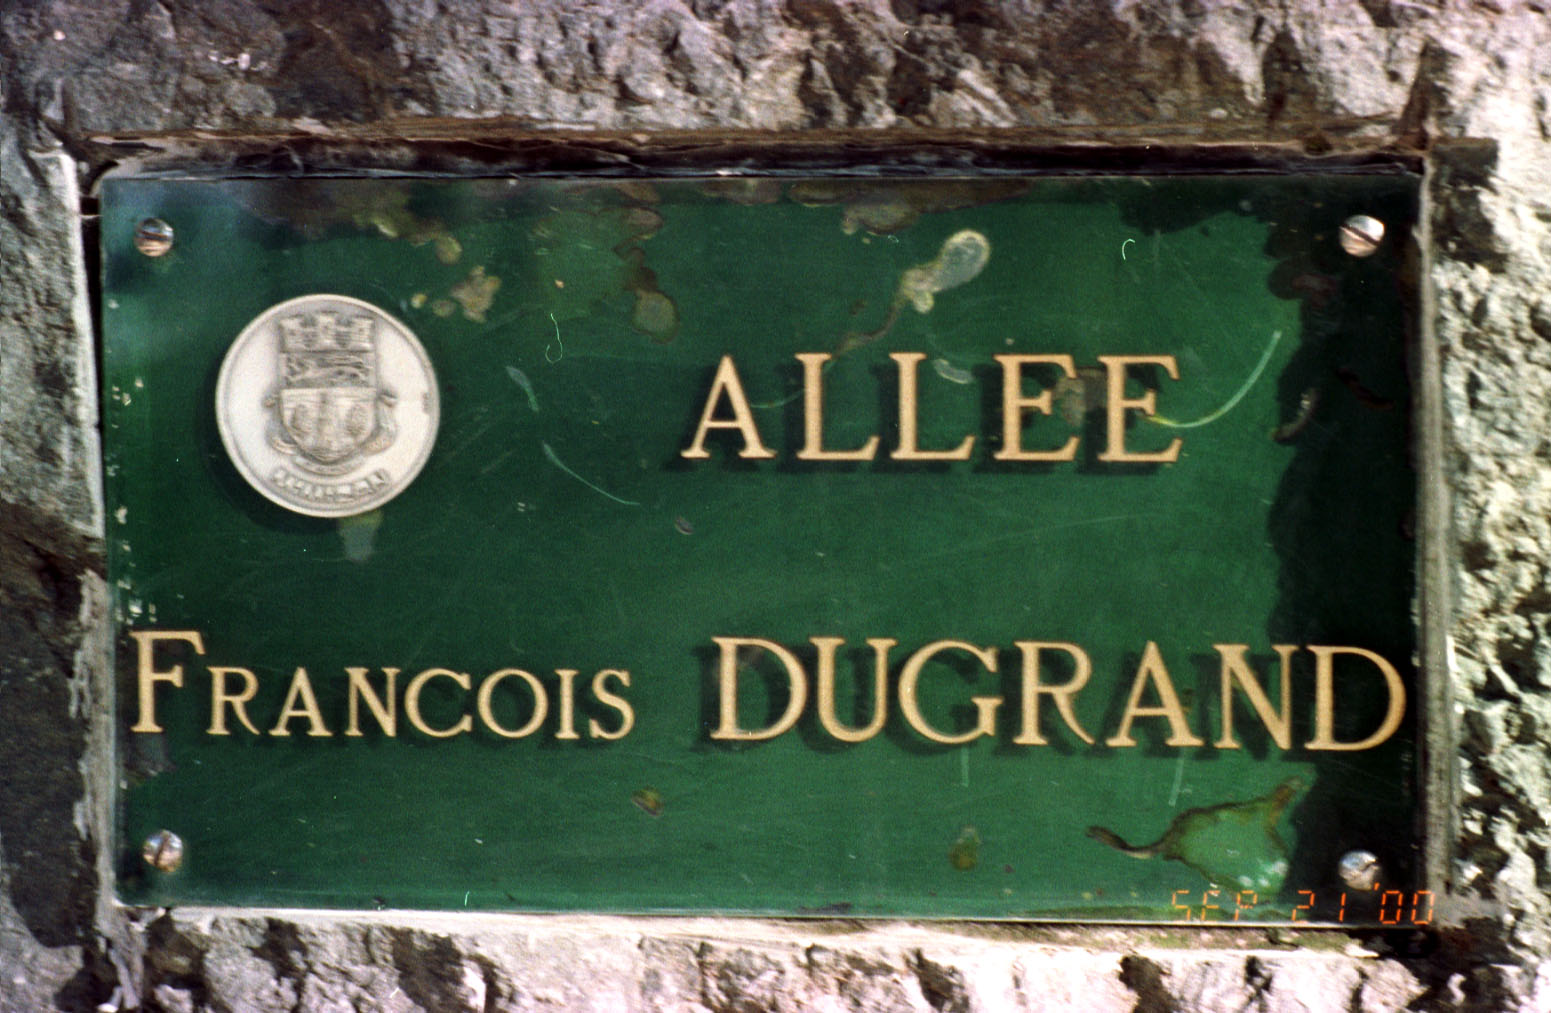 ALLEE
FRANCOIS DUGRAND
SEP 21 '00